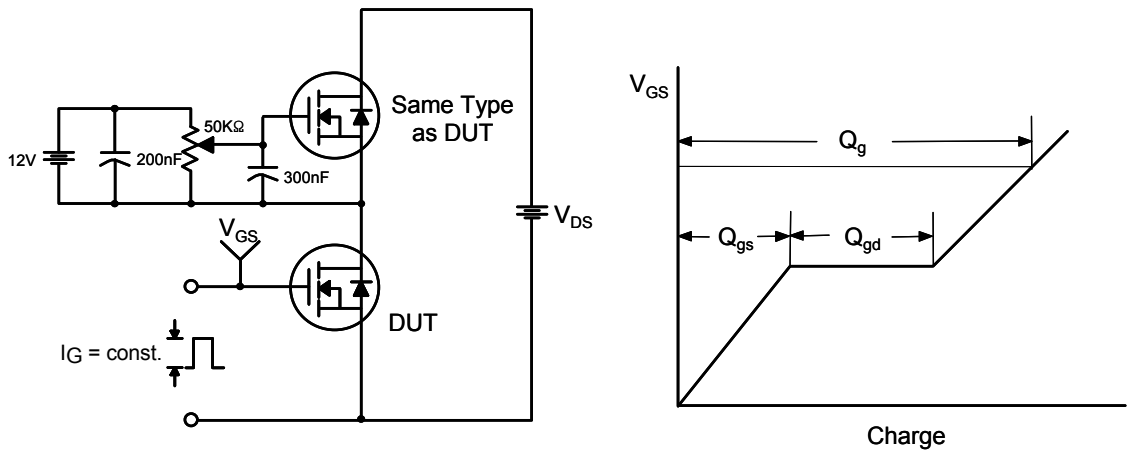 Same Type
as DUT
50KΩ
12V
200nF
300nF
V_GS
V_DS
DUT
IG = const.
V_GS
Q_g
Q_gs
Q_gd
Charge